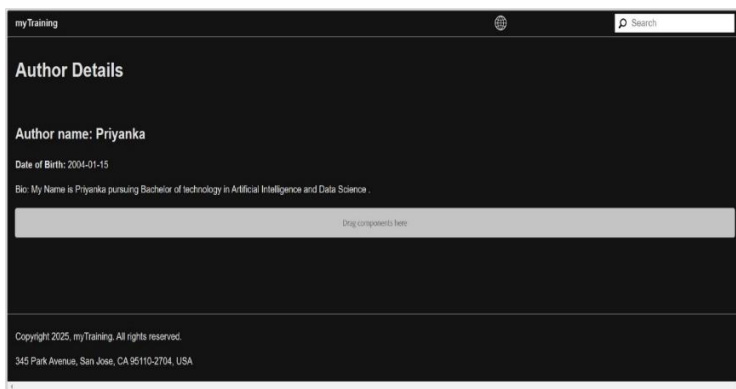 myTraining
Search
Author Details
Author name: Priyanka
Date of Birth: 2004-01-15
Bio: My Name is Priyanka pursuing Bachelor of technology in Artificial Intelligence and Data Science .
Drag components here
Copyright 2025, myTraining. All rights reserved.
345 Park Avenue, San Jose, CA 95110-2704, USA